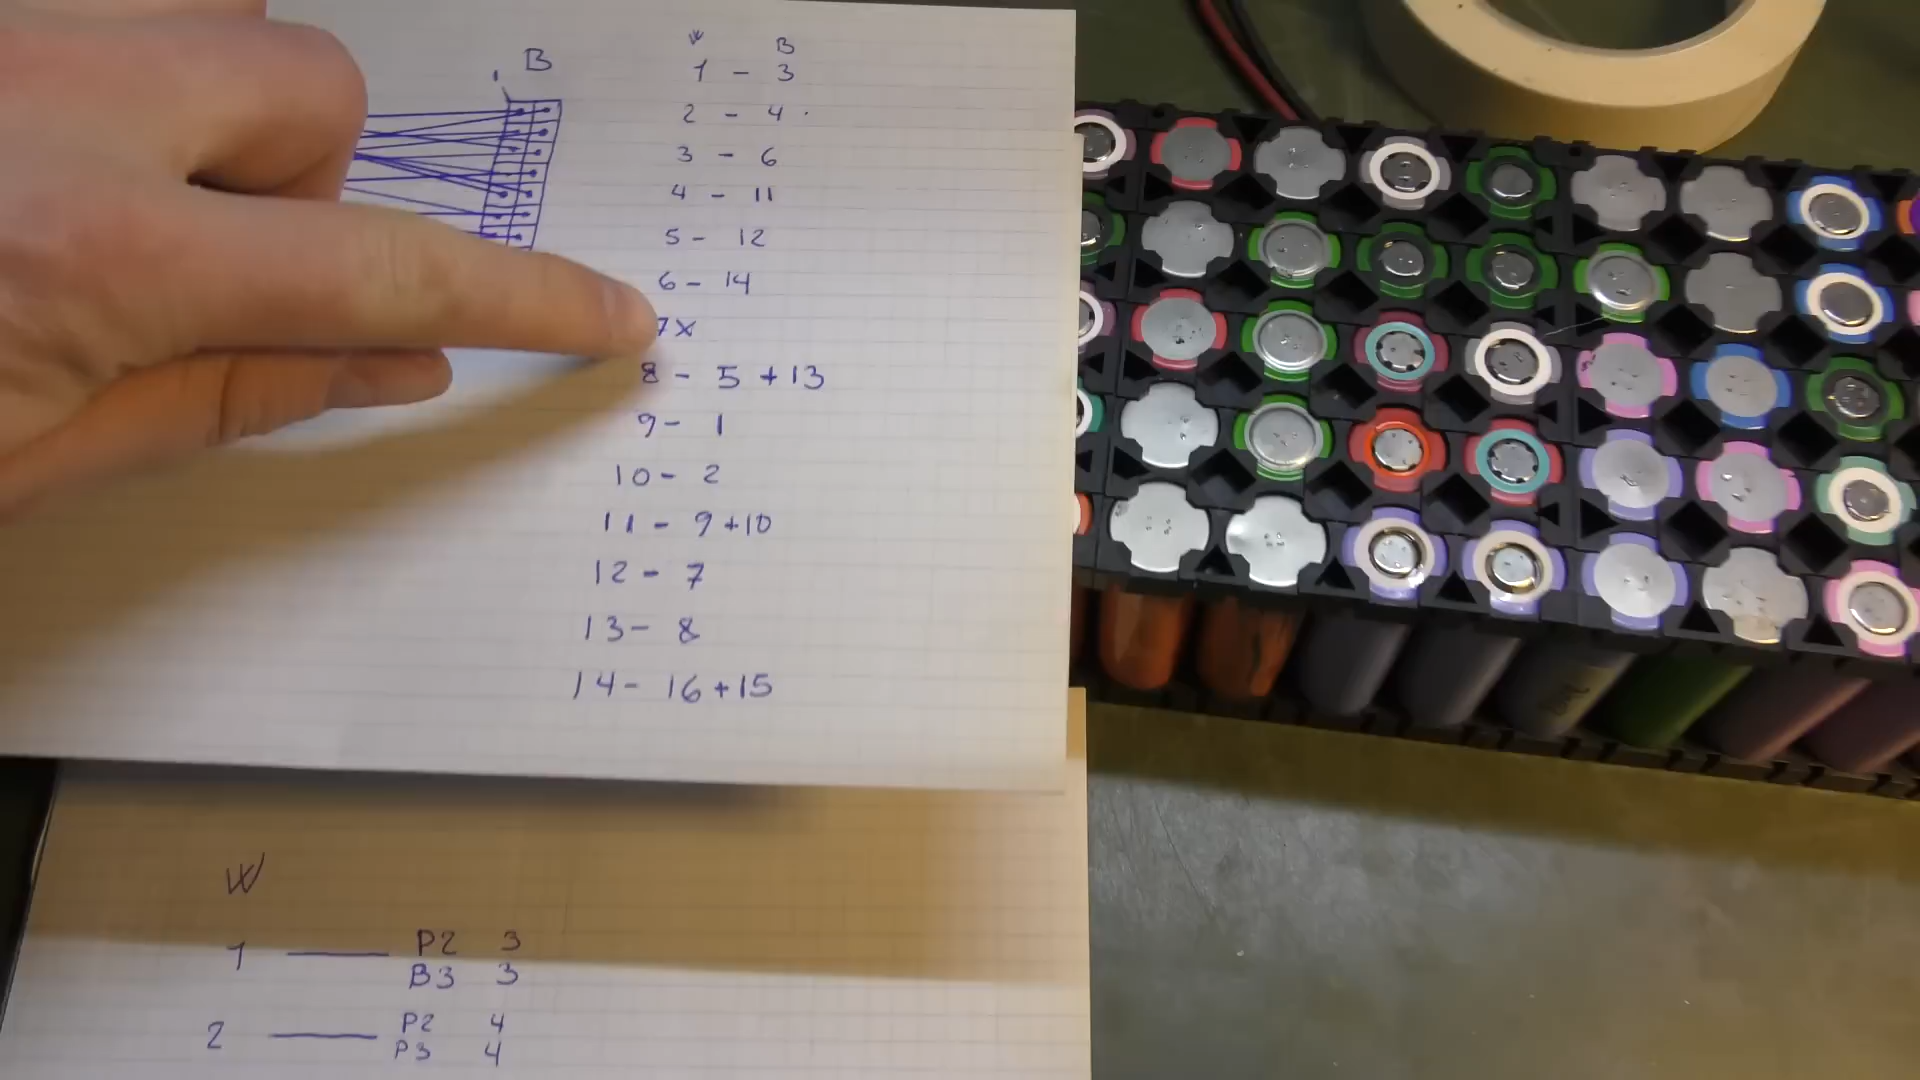 B
W B
1 - 3
2 - 4
3 - 6
4 - 11
5 - 12
6 - 14
7x
8 - 5 + 13
9 - 1
10 - 2
11 - 9 + 10
12 - 7
13 - 8
14 - 16 + 15
W
1 — P2 3
B3 3
2 — P2 4
P3 4